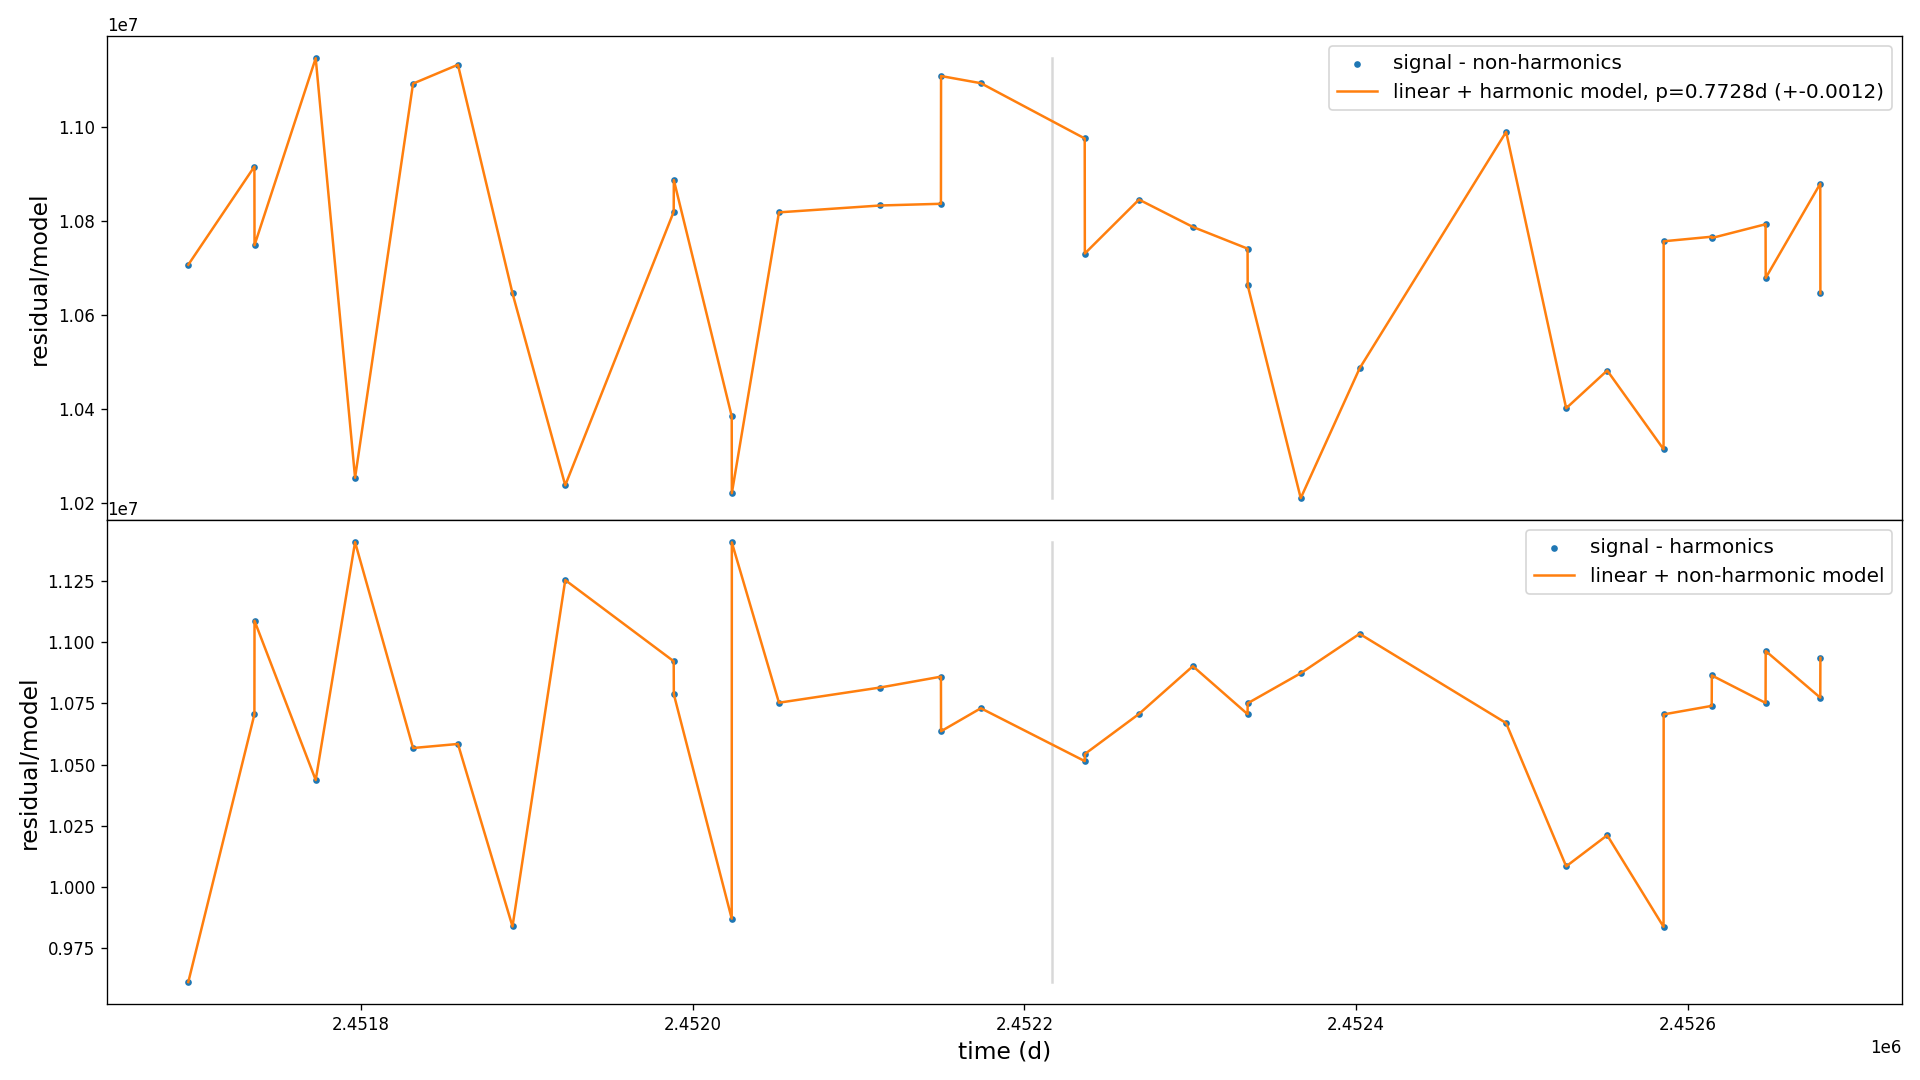 1e7
signal - non-harmonics
linear + harmonic model, p=0.7728d (+-0.0012)
1.10
1.08
1.06
1.04
1.02
residual/model
1e7
signal - harmonics
linear + non-harmonic model
1.125
1.100
1.075
1.050
1.025
1.000
0.975
residual/model
2.4518
2.4520
2.4522
2.4524
2.4526
time (d)
1e6